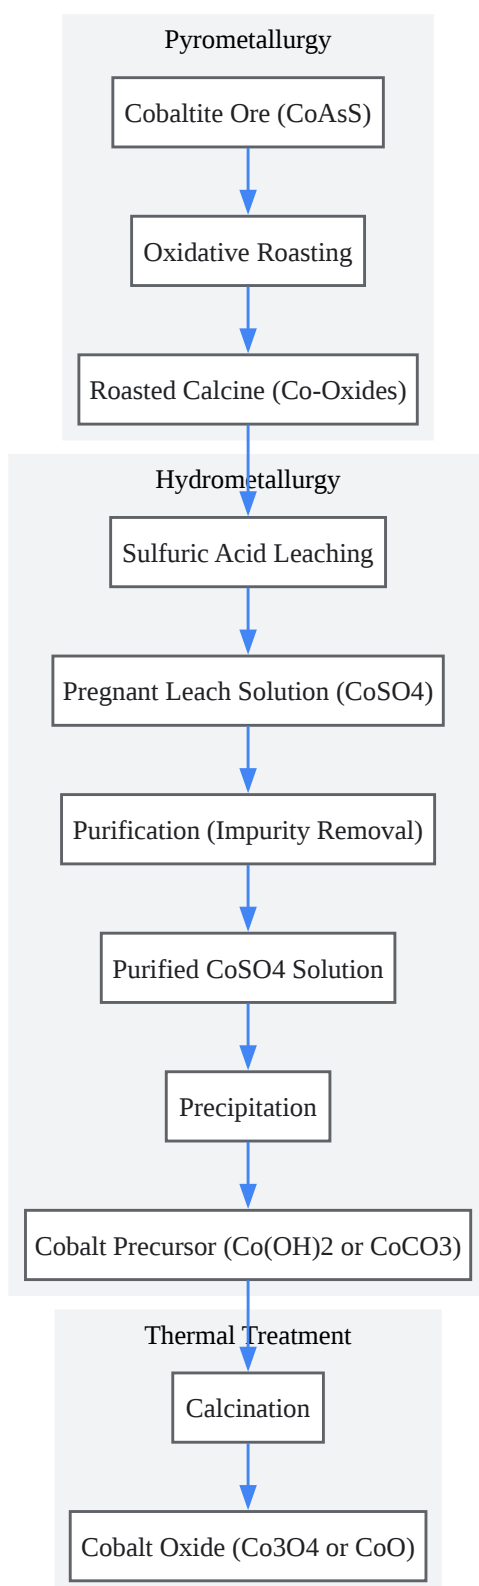 Pyrometallurgy
Cobaltite Ore (CoAsS)
Oxidative Roasting
Roasted Calcine (Co-Oxides)
Hydrometallurgy
Sulfuric Acid Leaching
Pregnant Leach Solution (CoSO4)
Purification (Impurity Removal)
Purified CoSO4 Solution
Precipitation
Cobalt Precursor (Co(OH)2 or CoCO3)
Thermal Treatment
Calcination
Cobalt Oxide (Co3O4 or CoO)